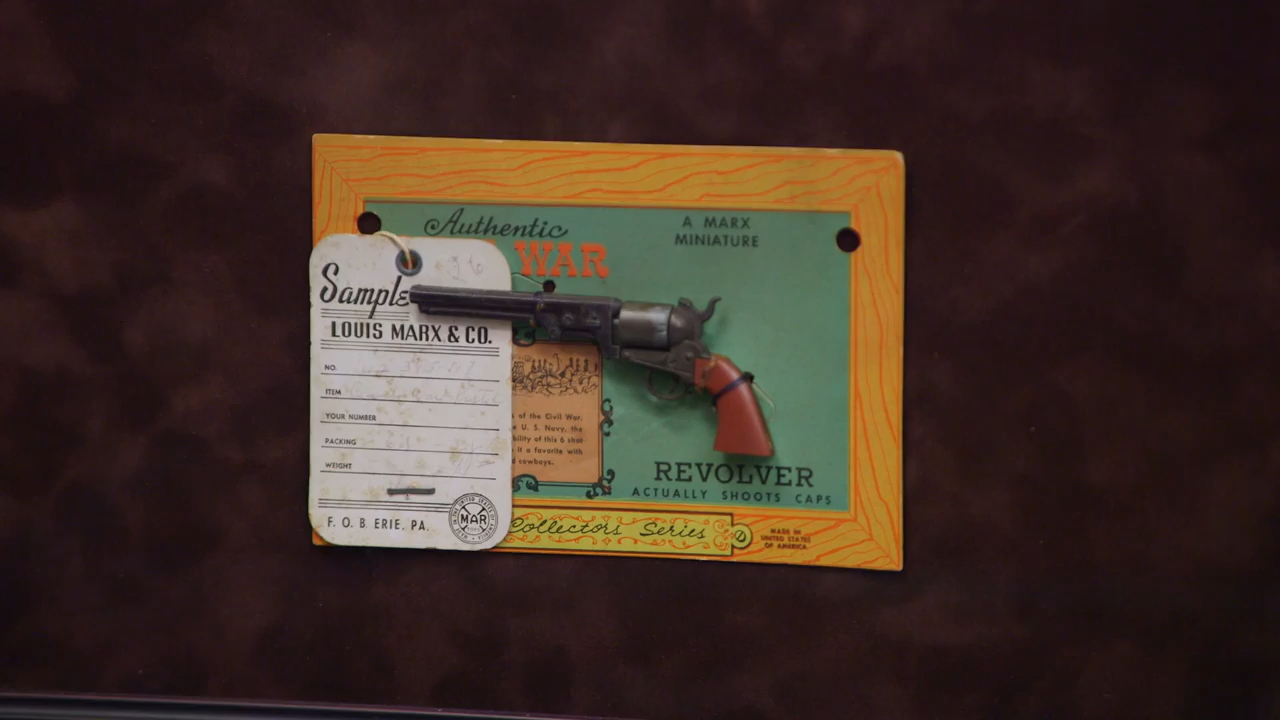 Authentic
WAR
A MARX
MINIATURE
Sample
LOUIS MARX & CO.
NO.
ITEM
YOUR NUMBER
PACKING
WEIGHT
F. O. B. ERIE, PA.
MAR
of the Civil War.
U. S. Navy, the
bility of this 6 shot
it a favorite with
cowboys.
REVOLVER
ACTUALLY SHOOTS CAPS
Collectors Series
MADE IN
UNITED STATES
OF AMERICA